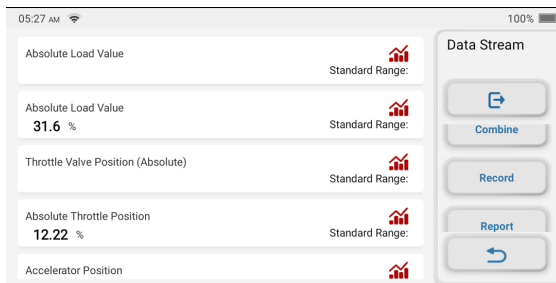 05:27 AM
100%
Absolute Load Value
Standard Range:
Absolute Load Value
31.6 %
Standard Range:
Throttle Valve Position (Absolute)
Standard Range:
Absolute Throttle Position
12.22 %
Standard Range:
Accelerator Position
Data Stream
Combine
Record
Report